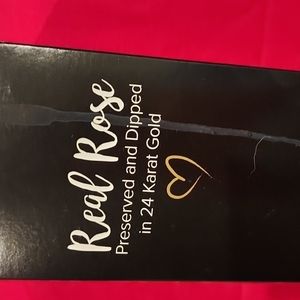 Real Rose
Preserved and Dipped
in 24 Karat Gold